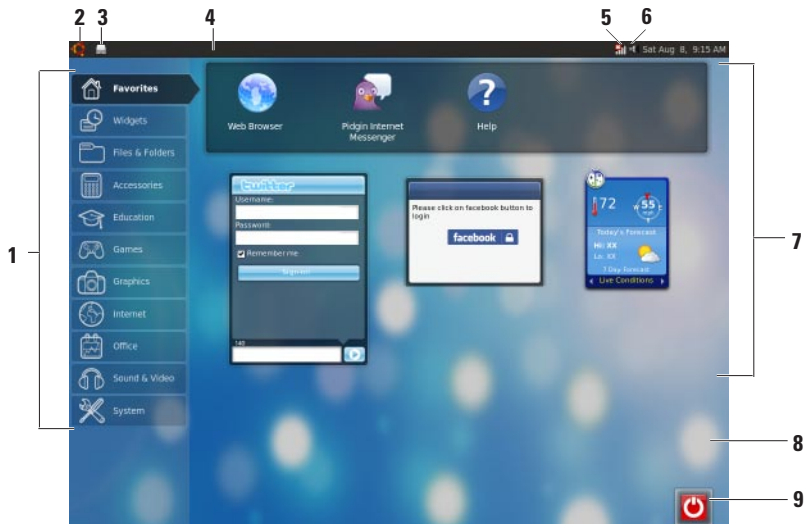 2 3 4 5 6
Sat Aug 8, 9:15 AM
1
Favorites
Widgets
Files & Folders
Accessories
Education
Games
Graphics
Internet
Office
Sound & Video
System
Web Browser
Pidgin Internet
Messenger
Help
twitter
Username:
Password:
Remember me
Sign in
140
Please click on facebook button to
login
facebook
72
55
Today's Forecast
Hi: XX
Lo: XX
7 Day Forecast
Live Conditions
7
8
9